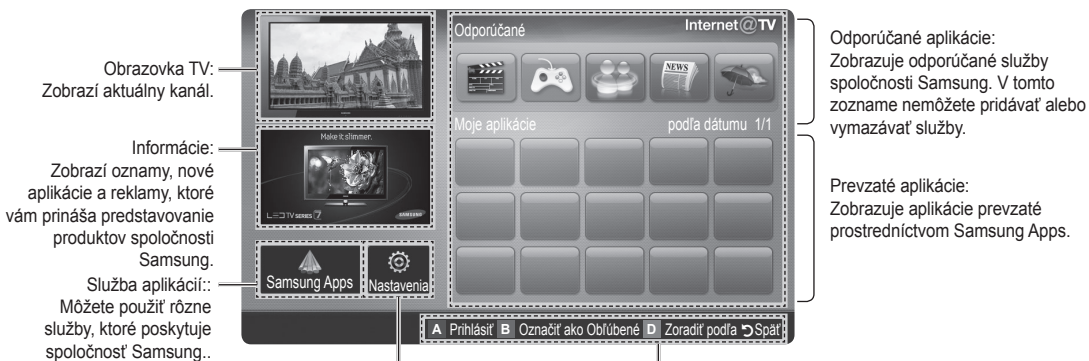 Obrazovka TV:
Zobrazí aktuálny kanál.
Informácie:
Zobrazí oznamy, nové
aplikácie a reklamy, ktoré
vám prináša predstavovanie
produktov spoločnosti
Samsung.
Služba aplikácií::
Môžete použiť rôzne
služby, ktoré poskytuje
spoločnosť Samsung..
Make it slimmer.
LED TV SERIES 7
SAMSUNG
Samsung Apps
Nastavenia
Odporúčané
Internet@TV
NEWS
Moje aplikácie podľa dátumu 1/1
A Prihlásiť B Označiť ako Obľúbené D Zoradiť podľa Späť
Odporúčané aplikácie:
Zobrazuje odporúčané služby
spoločnosti Samsung. V tomto
zozname nemôžete pridávať alebo
vymazávať služby.
Prevzaté aplikácie:
Zobrazuje aplikácie prevzaté
prostredníctvom Samsung Apps.